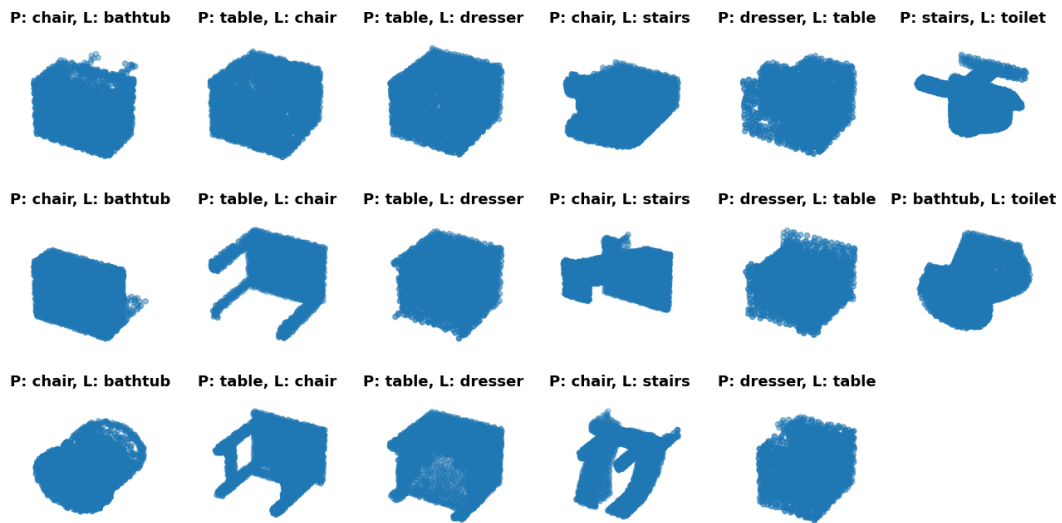 P: chair, L: bathtub P: table, L: chair P: table, L: dresser P: chair, L: stairs P: dresser, L: table P: stairs, L: toilet
P: chair, L: bathtub P: table, L: chair P: table, L: dresser P: chair, L: stairs P: dresser, L: table P: bathtub, L: toilet
P: chair, L: bathtub P: table, L: chair P: table, L: dresser P: chair, L: stairs P: dresser, L: table